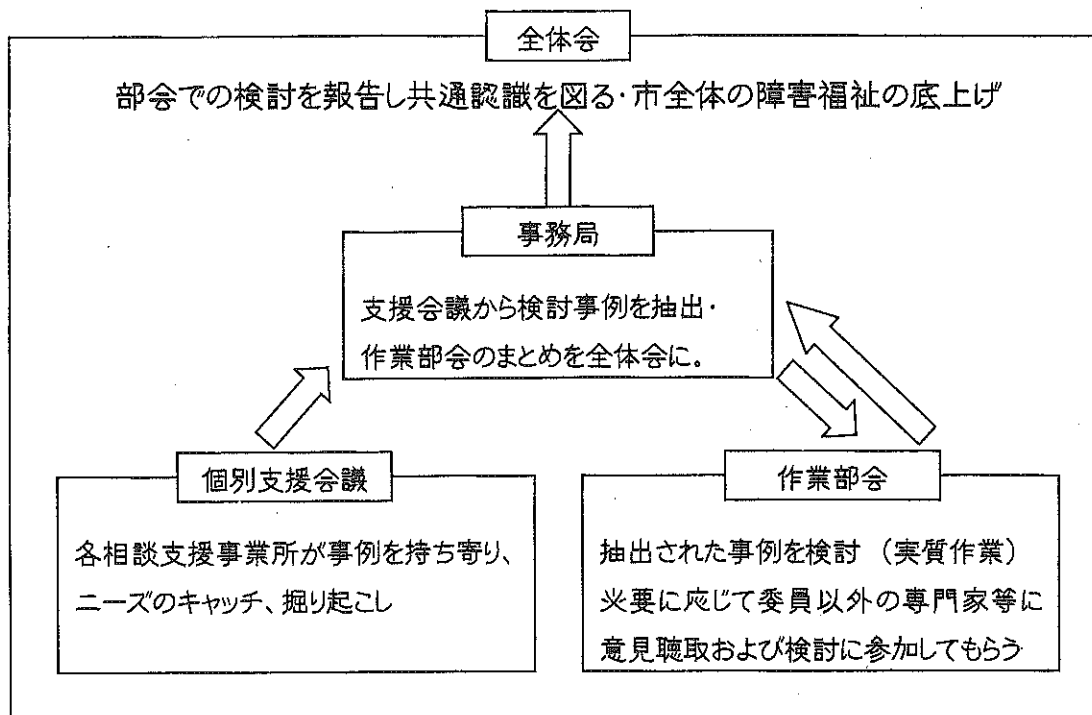 全体会
部会での検討を報告し共通認識を図る・市全体の障害福祉の底上げ
事務局
支援会議から検討事例を抽出・
作業部会のまとめを全体会に。
個別支援会議
各相談支援事業所が事例を持ち寄り、
ニーズのキャッチ、掘り起こし
作業部会
抽出された事例を検討 （実質作業）
必要に応じて委員以外の専門家等に
意見聴取および検討に参加してもらう